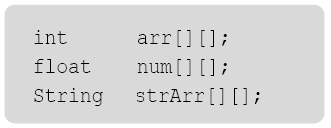 int arr[][];
float num[][];
String strArr[][];